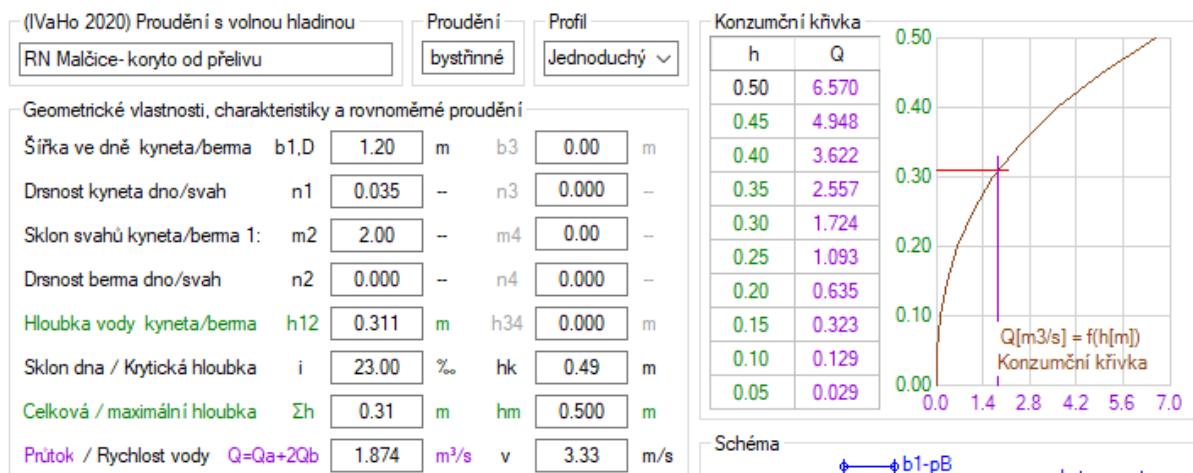 (IVaHo 2020) Proudění s volnou hladinou
RN Malčice- koryto od přelivu
Proudění
bystřinné
Profil
Jednoduchý
Geometrické vlastnosti, charakteristiky a rovnoměrné proudění
Šířka ve dně kyneta/berma b1,D 1.20 m b3 0.00 m
Drsnost kyneta dno/svah n1 0.035 -- n3 0.000 --
Sklon svahů kyneta/berma 1: m2 2.00 -- m4 0.00 --
Drsnost berma dno/svah n2 0.000 -- n4 0.000 --
Hloubka vody kyneta/berma h12 0.311 m h34 0.000 m
Sklon dna / Krytická hloubka i 23.00 ‰ hk 0.49 m
Celková / maximální hloubka Σh 0.31 m hm 0.500 m
Průtok / Rychlost vody Q=Qa+2Qb 1.874 m³/s v 3.33 m/s
Konzumční křivka
h Q
0.50 6.570
0.45 4.948
0.40 3.622
0.35 2.557
0.30 1.724
0.25 1.093
0.20 0.635
0.15 0.323
0.10 0.129
0.05 0.029
0.50
0.40
0.30
0.20
0.10
0.00
Q[m3/s] = f(h[m])
Konzumční křivka
0.0 1.4 2.8 4.2 5.6 7.0
Schéma
b1-pB